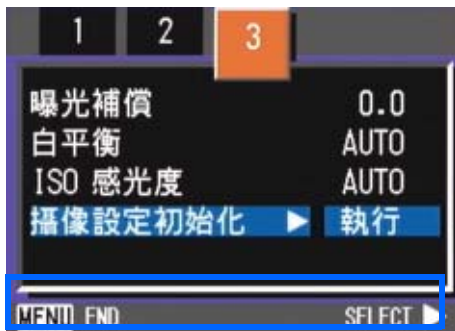 1 2 3
曝光補償 0.0
白平衡 AUTO
ISO 感光度 AUTO
攝像設定初始化 ▶ 執行
MENU END SELECT ▶